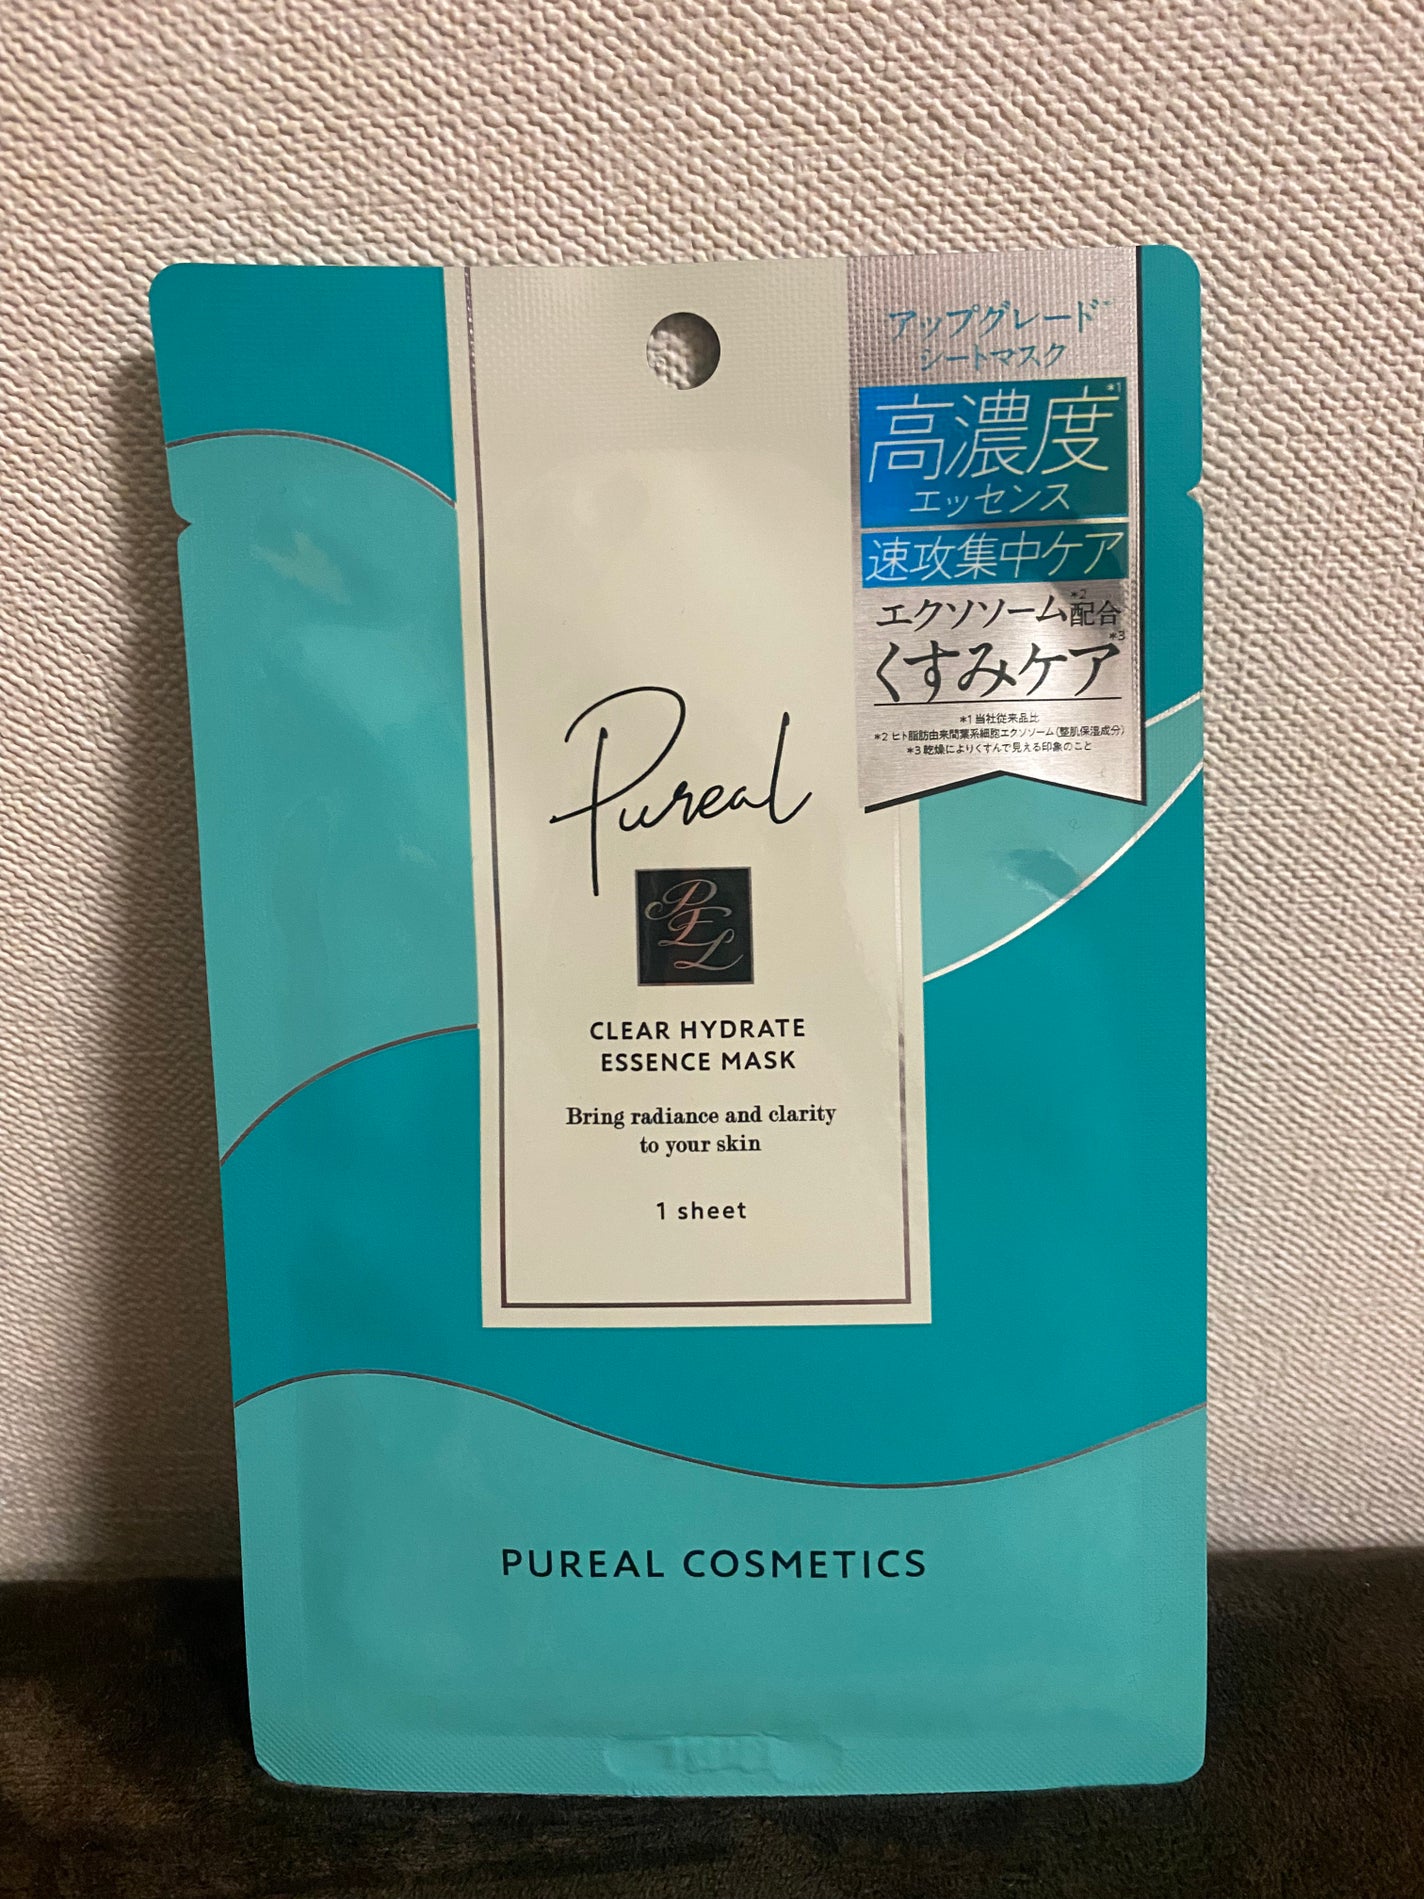 アップグレード
シートマスク
高濃度*1
エッセンス
速攻集中ケア
エクソソーム*2配合
くすみケア*3
*1 当社従来品比
*2 ヒト脂肪由来間葉系細胞エクソソーム(整肌保湿成分)
*3 乾燥によりくすんで見える印象のこと
Pureal
PEL
CLEAR HYDRATE
ESSENCE MASK
Bring radiance and clarity
to your skin
1 sheet
PUREAL COSMETICS